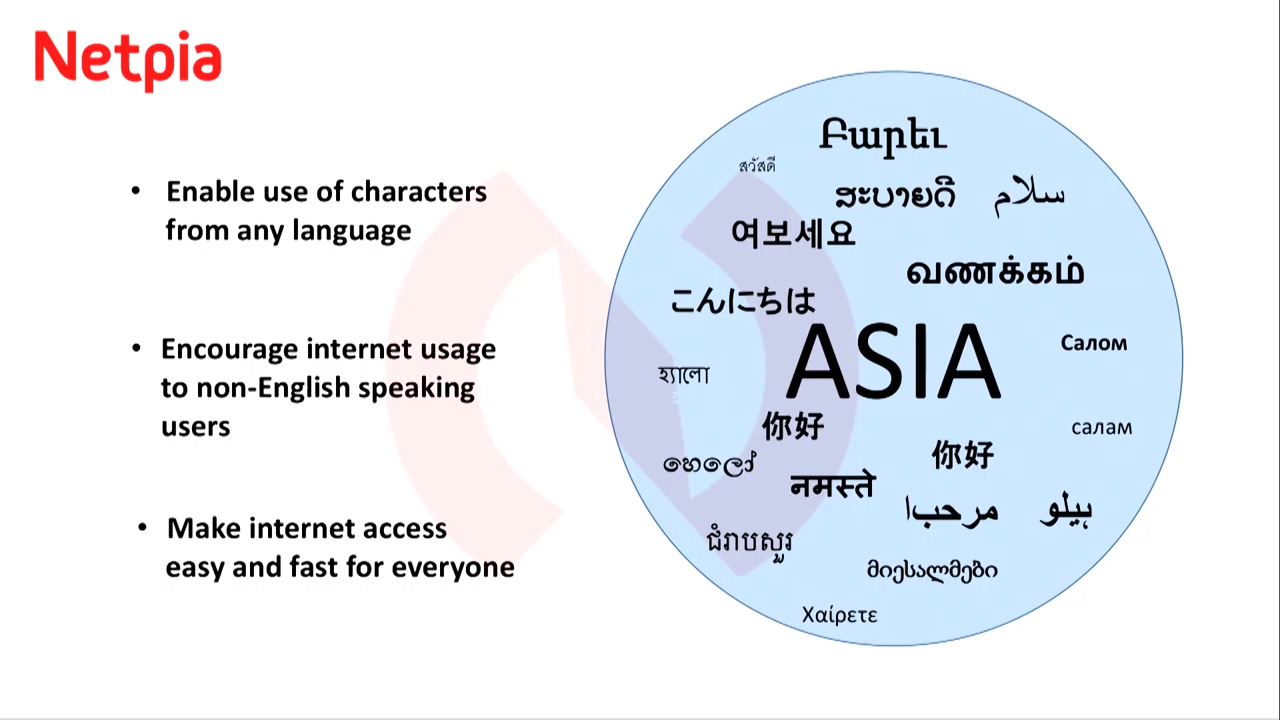 Netpia
• Enable use of characters
from any language
• Encourage internet usage
to non-English speaking
users
• Make internet access
easy and fast for everyone
Բարեւ
สวัสดี
ສະບາຍດີ
سلام
여보세요
வணக்கம்
こんにちは
ASIA
Салом
হ্যালো
你好
салам
你好
හෙලෝ
नमस्ते
مرحبا
ہیلو
ជំរាបសួរ
მიესალმები
Χαίρετε